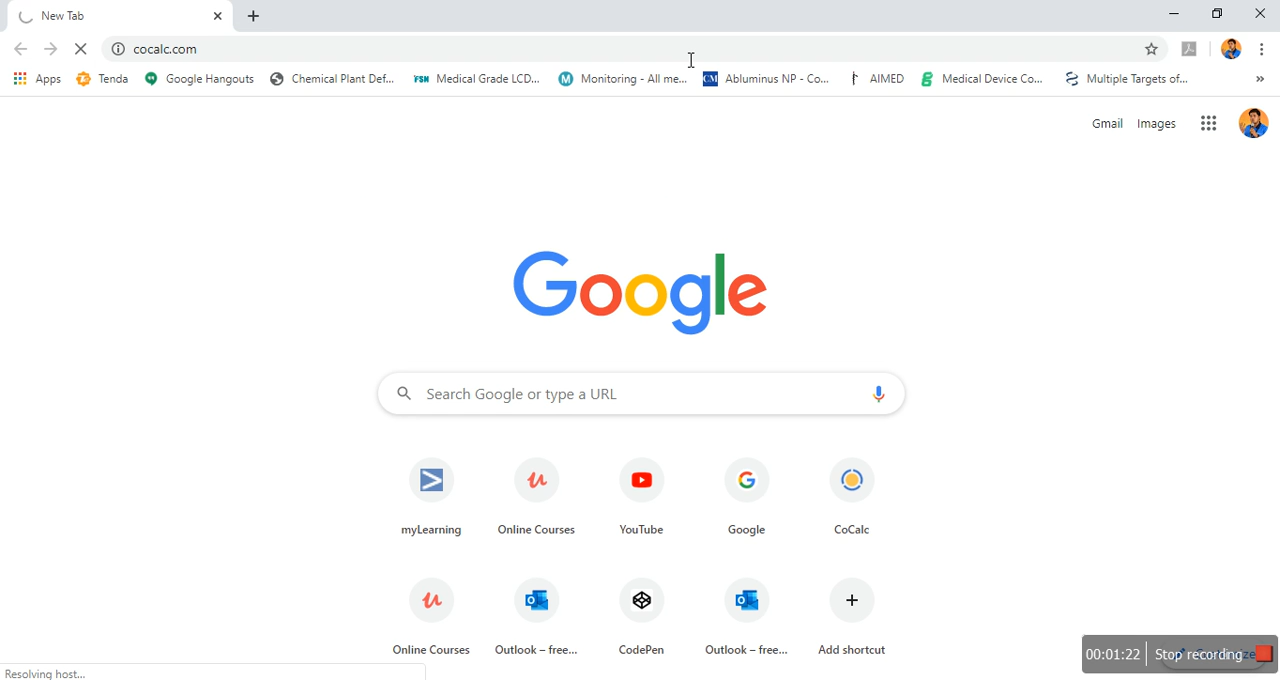 New Tab
cocalc.com
Apps Tenda Google Hangouts Chemical Plant Def... FSN Medical Grade LCD... M Monitoring - All me... CM Abluminus NP - Co... AIMED Medical Device Co... Multiple Targets of... »
Gmail Images
Google
Search Google or type a URL
myLearning Online Courses YouTube Google CoCalc
Online Courses Outlook – free... CodePen Outlook – free... Add shortcut
00:01:22 Stop recording
Resolving host...